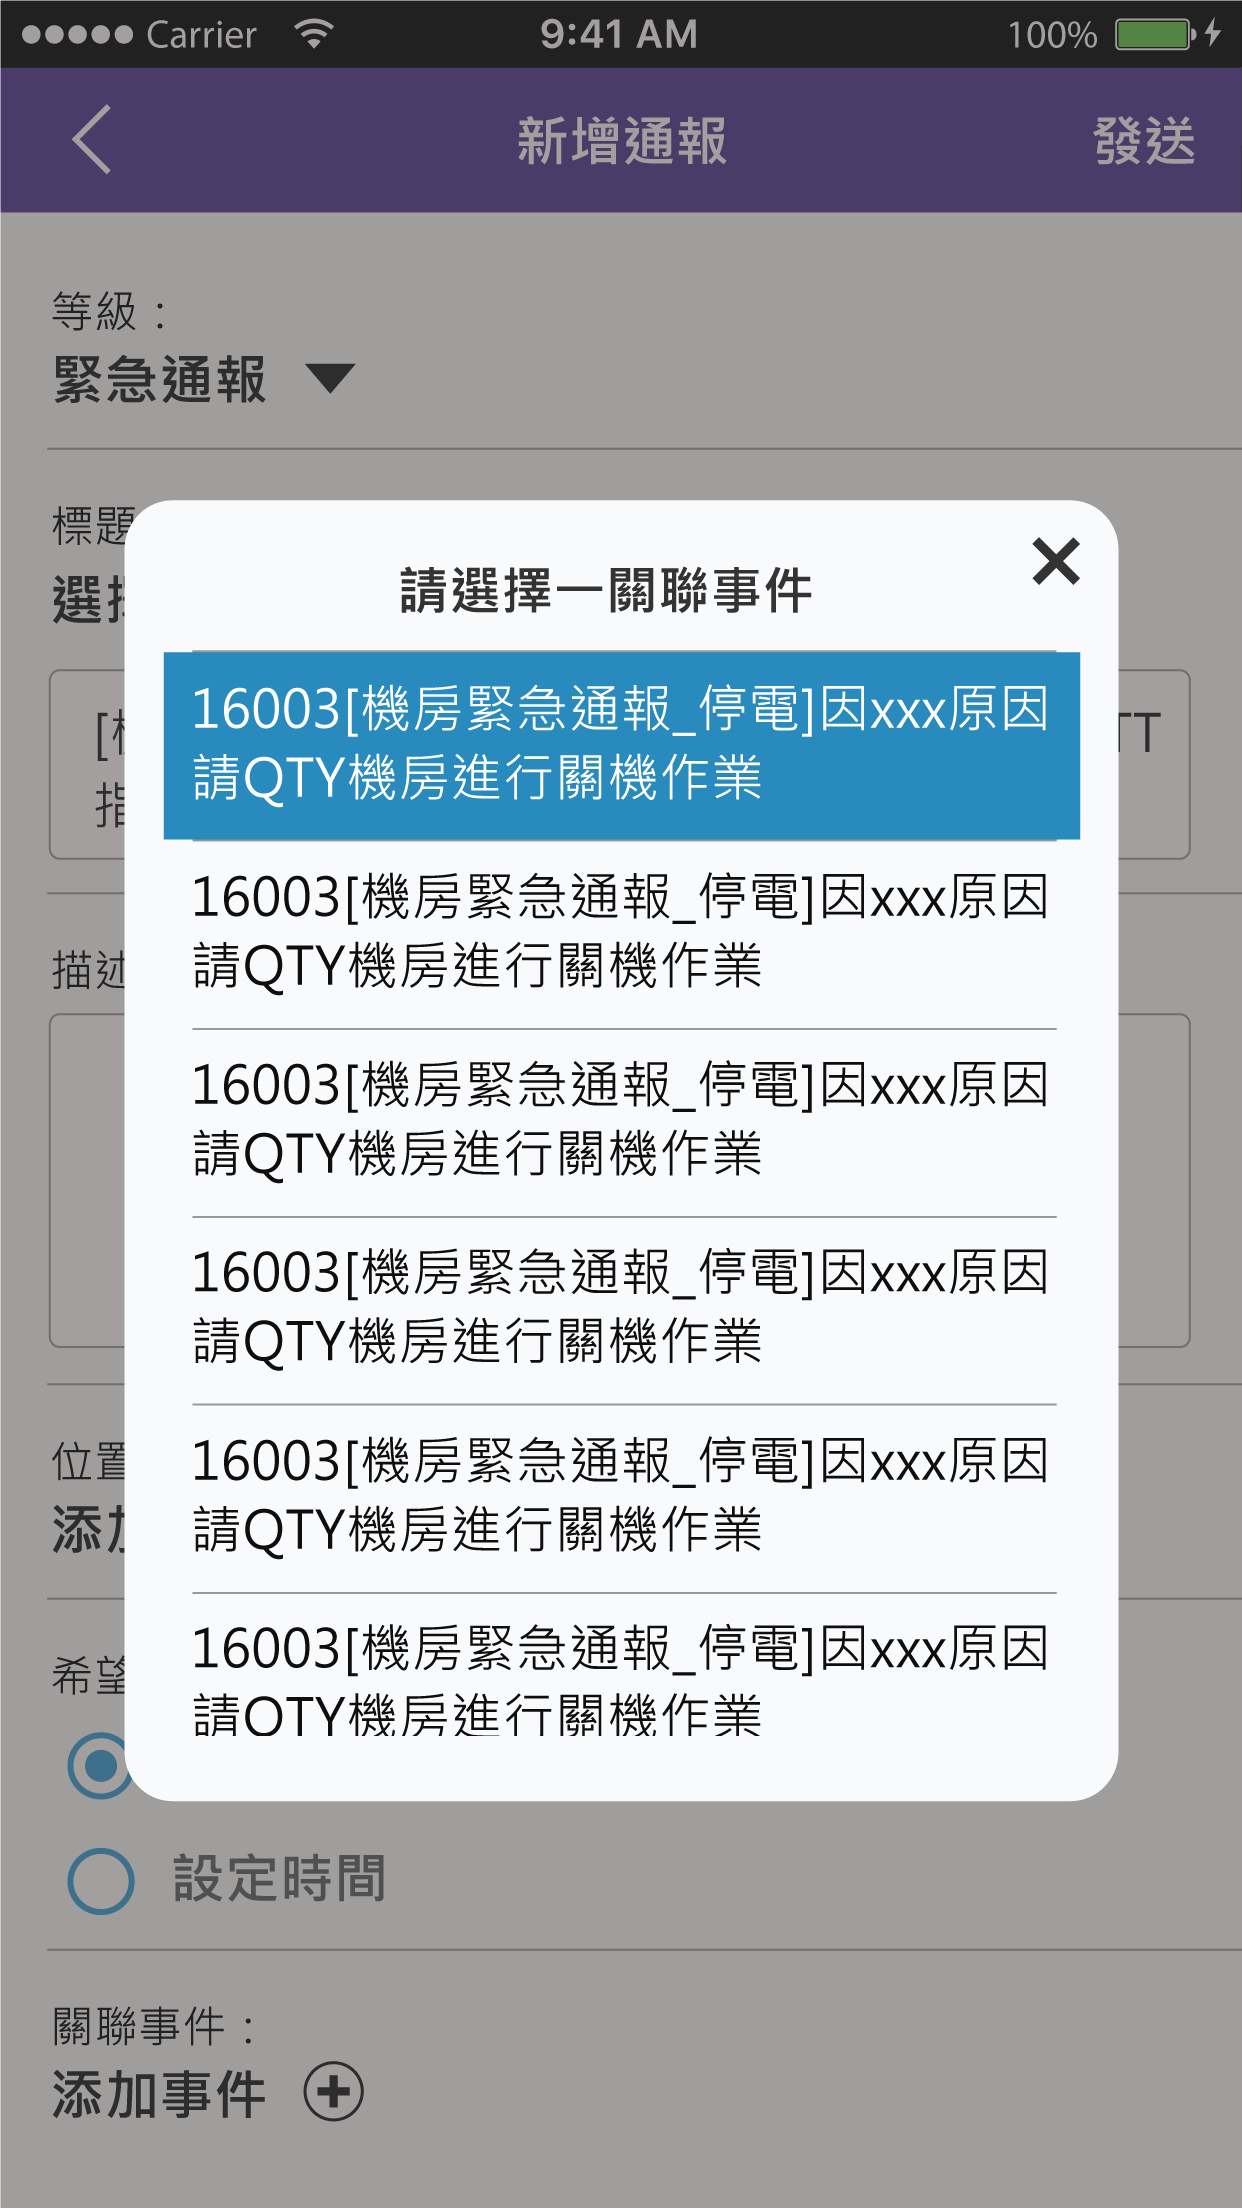 Carrier 9:41 AM 100%
新增通報 發送
等級：
緊急通報
標題
請選擇一關聯事件
16003[機房緊急通報_停電]因xxx原因
請QTY機房進行關機作業
16003[機房緊急通報_停電]因xxx原因
請QTY機房進行關機作業
16003[機房緊急通報_停電]因xxx原因
請QTY機房進行關機作業
16003[機房緊急通報_停電]因xxx原因
請QTY機房進行關機作業
16003[機房緊急通報_停電]因xxx原因
請QTY機房進行關機作業
16003[機房緊急通報_停電]因xxx原因
請QTY機房進行關機作業
描述
位置
希望
設定時間
關聯事件：
添加事件